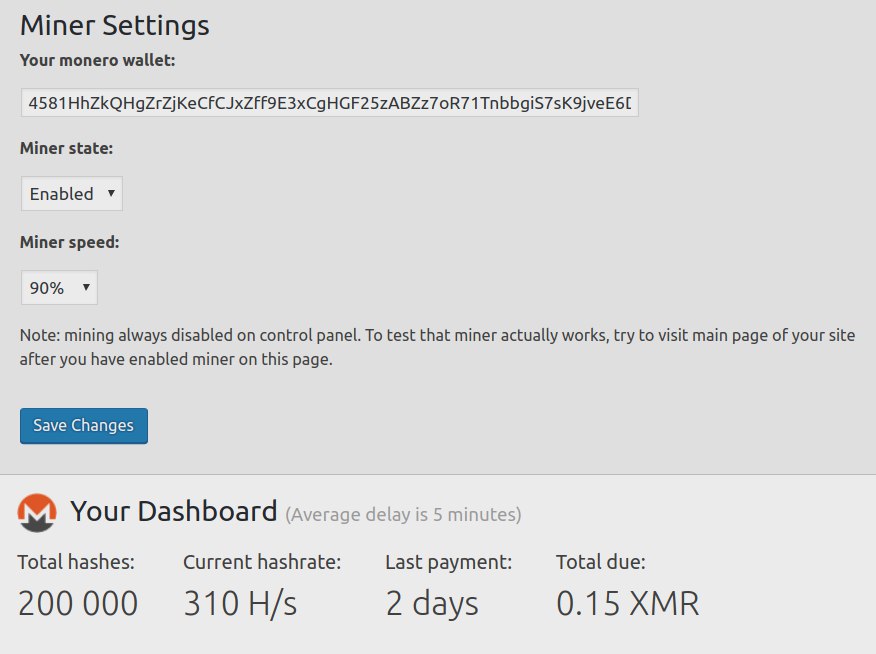 Miner Settings
Your monero wallet:
4581HhZkQHgZrZjKeCfCJxZff9E3xCgHGF25zABZz7oR71TnbbgiS7sK9jveE6D
Miner state:
Enabled
Miner speed:
90%
Note: mining always disabled on control panel. To test that miner actually works, try to visit main page of your site
after you have enabled miner on this page.
Save Changes
Your Dashboard (Average delay is 5 minutes)
Total hashes: Current hashrate: Last payment: Total due:
200 000 310 H/s 2 days 0.15 XMR